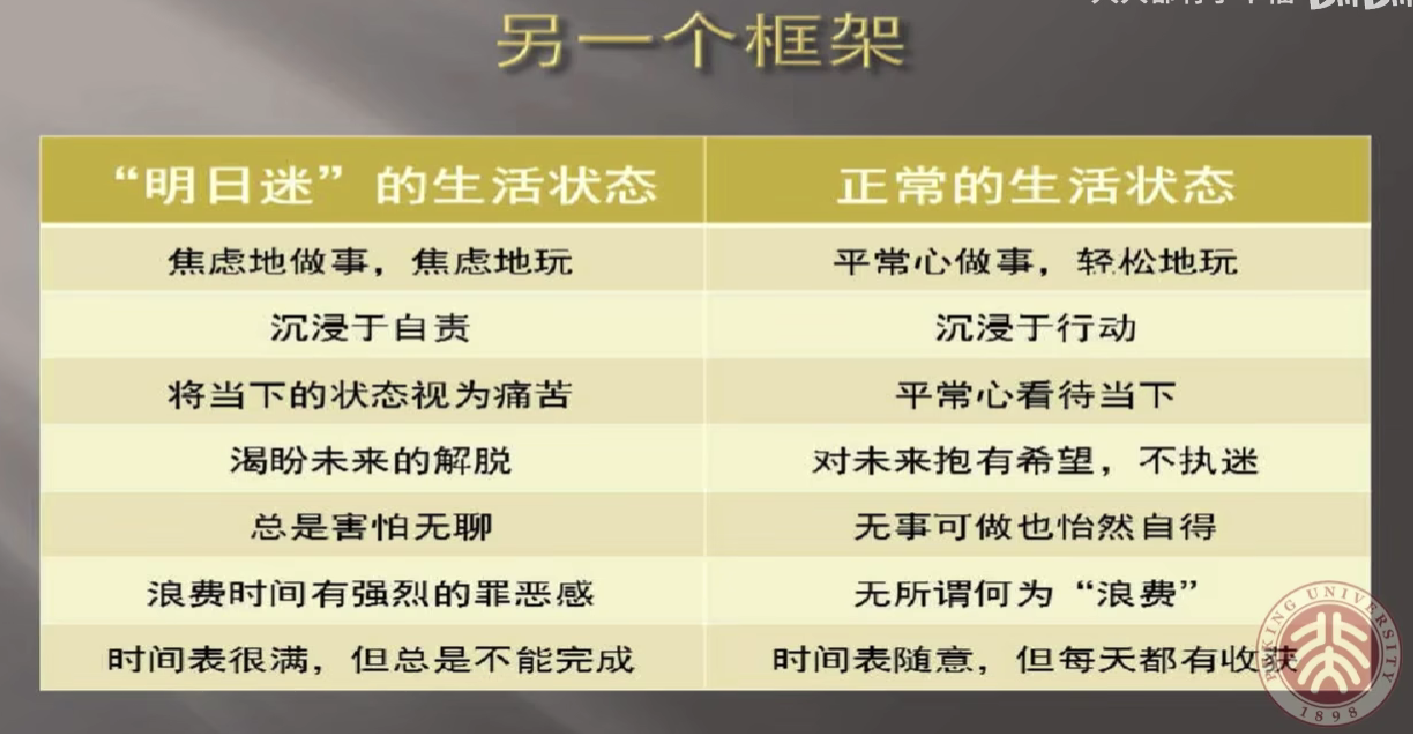 另一个框架
“明日迷”的生活状态
正常的生活状态
焦虑地做事，焦虑地玩
平常心做事，轻松地玩
沉浸于自责
沉浸于行动
将当下的状态视为痛苦
平常心看待当下
渴盼未来的解脱
对未来抱有希望，不执迷
总是害怕无聊
无事可做也怡然自得
浪费时间有强烈的罪恶感
无所谓何为“浪费”
时间表很满，但总是不能完成
时间表随意，但每天都有收获
PEKING UNIVERSITY
1898